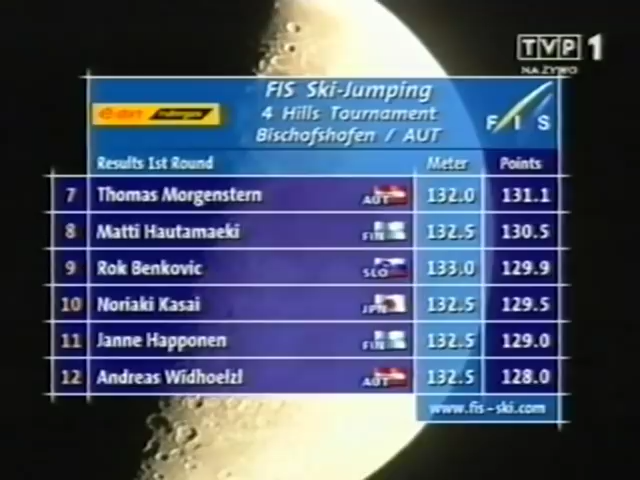 TVP 1
NA ŻYWO
FIS Ski-Jumping
4 Hills Tournament
Bischofshofen / AUT
e·on ruhrgas
F I S
Results 1st Round Meter Points
7 Thomas Morgenstern AUT 132.0 131.1
8 Matti Hautamaeki FIN 132.5 130.5
9 Rok Benkovic SLO 133.0 129.9
10 Noriaki Kasai JPN 132.5 129.5
11 Janne Happonen FIN 132.5 129.0
12 Andreas Widhoelzl AUT 132.5 128.0
www.fis-ski.com